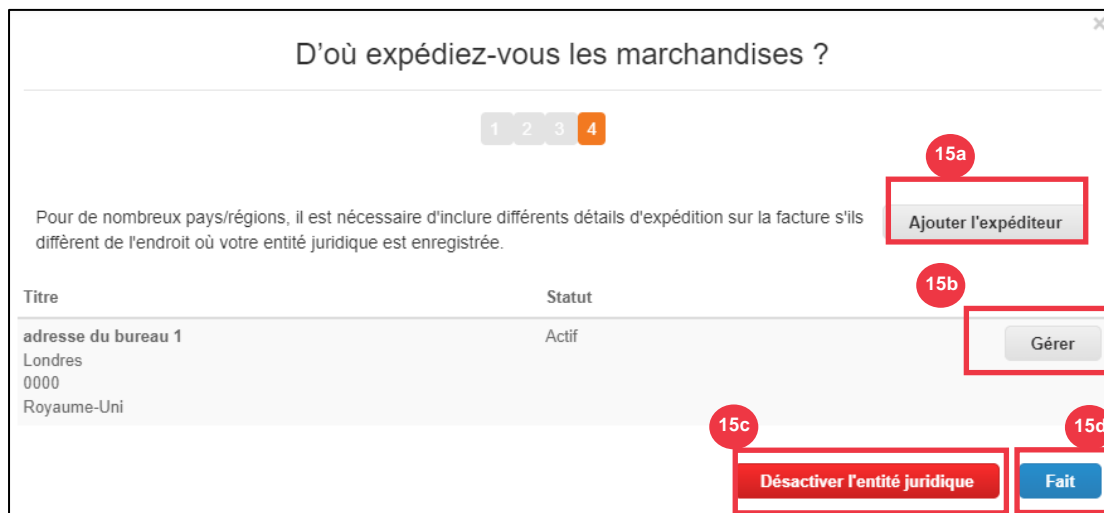 ×
D'où expédiez-vous les marchandises ?
1 2 3 4
15a
Pour de nombreux pays/régions, il est nécessaire d'inclure différents détails d'expédition sur la facture s'ils
diffèrent de l'endroit où votre entité juridique est enregistrée.
Ajouter l'expéditeur
15b
Titre Statut
adresse du bureau 1 Actif
Gérer
Londres
0000
Royaume-Uni
15c 15d
Désactiver l'entité juridique Fait